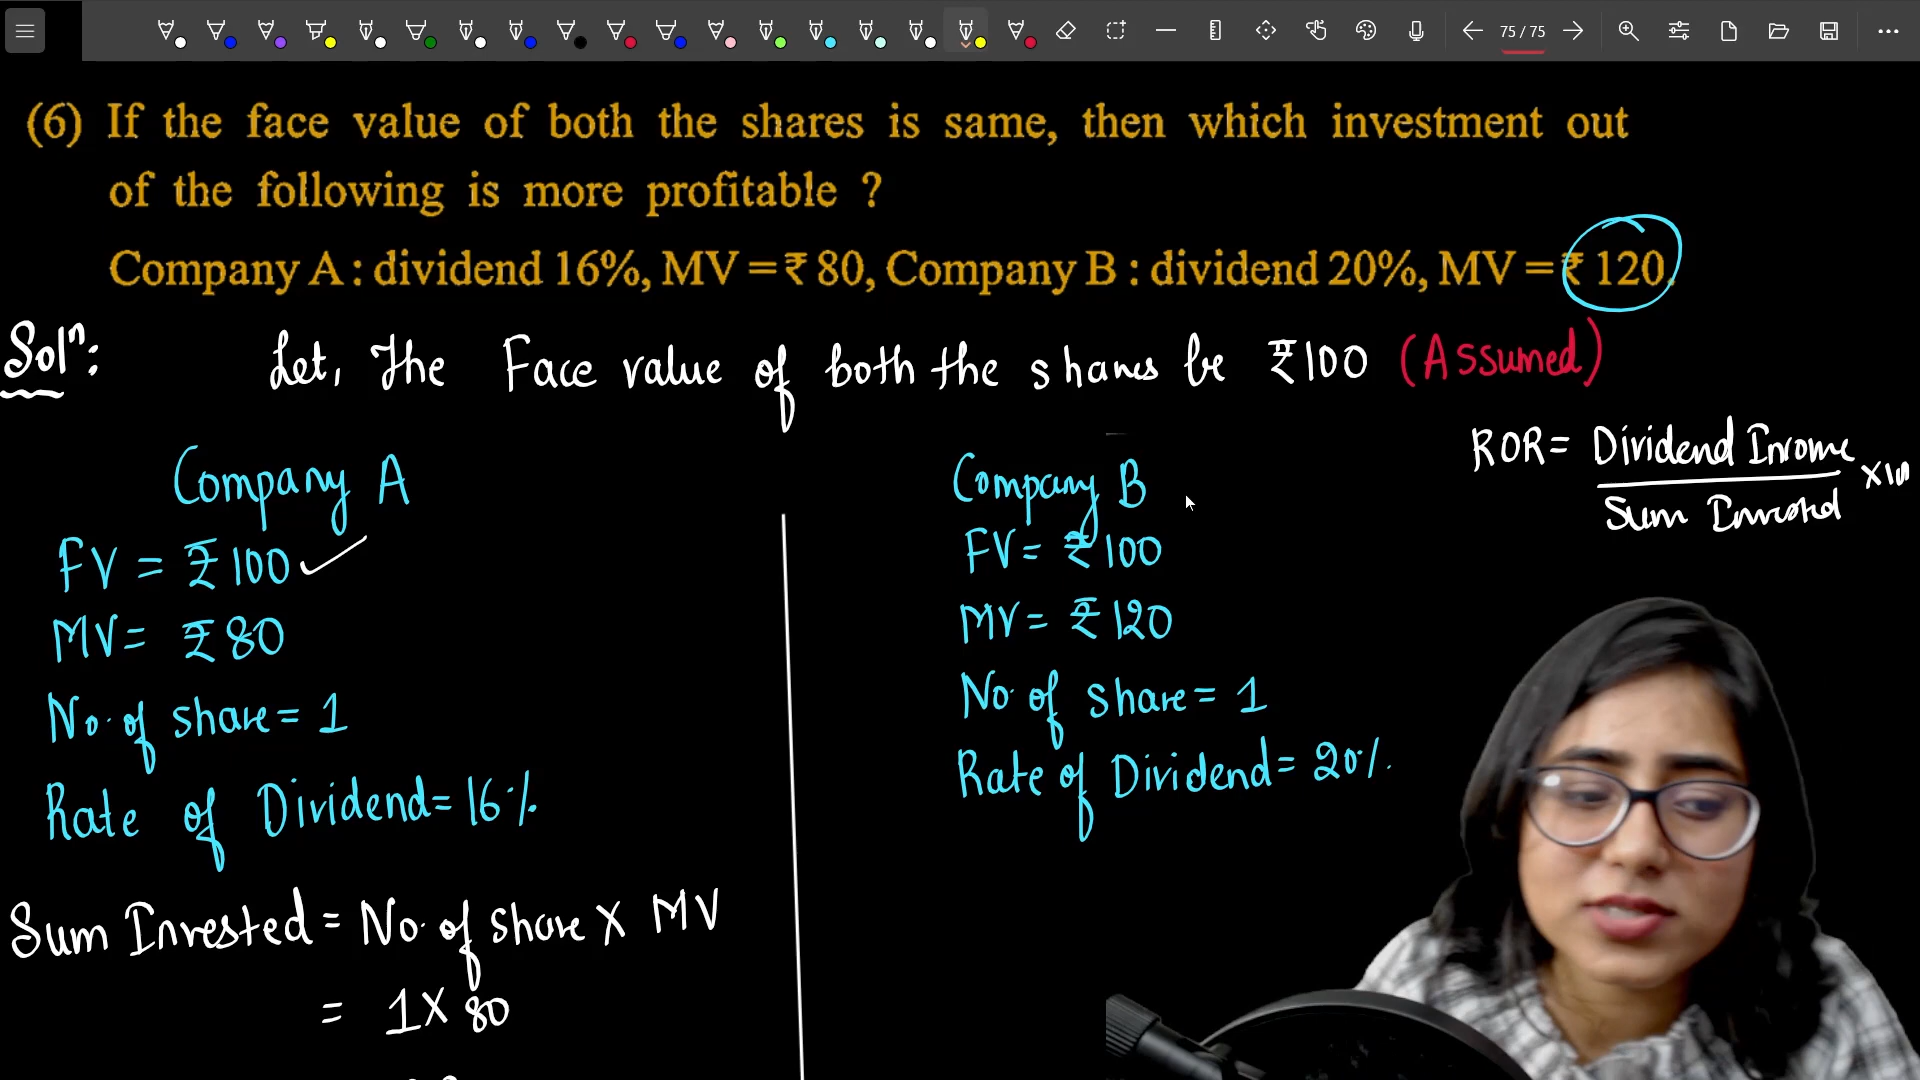 75 / 75
(6) If the face value of both the shares is same, then which investment out
of the following is more profitable ?
Company A : dividend 16%, MV = ₹ 80, Company B : dividend 20%, MV = ₹ 120.
Solⁿ: Let, The Face value of both the shares be ₹100 (Assumed)
Company A
FV = ₹100
MV = ₹80
No. of share = 1
Rate of Dividend = 16%
Sum Invested = No. of share X MV
= 1 X 80
Company B
FV = ₹100
MV = ₹120
No. of share = 1
Rate of Dividend = 20%.
ROR = Dividend Income
Sum Invested